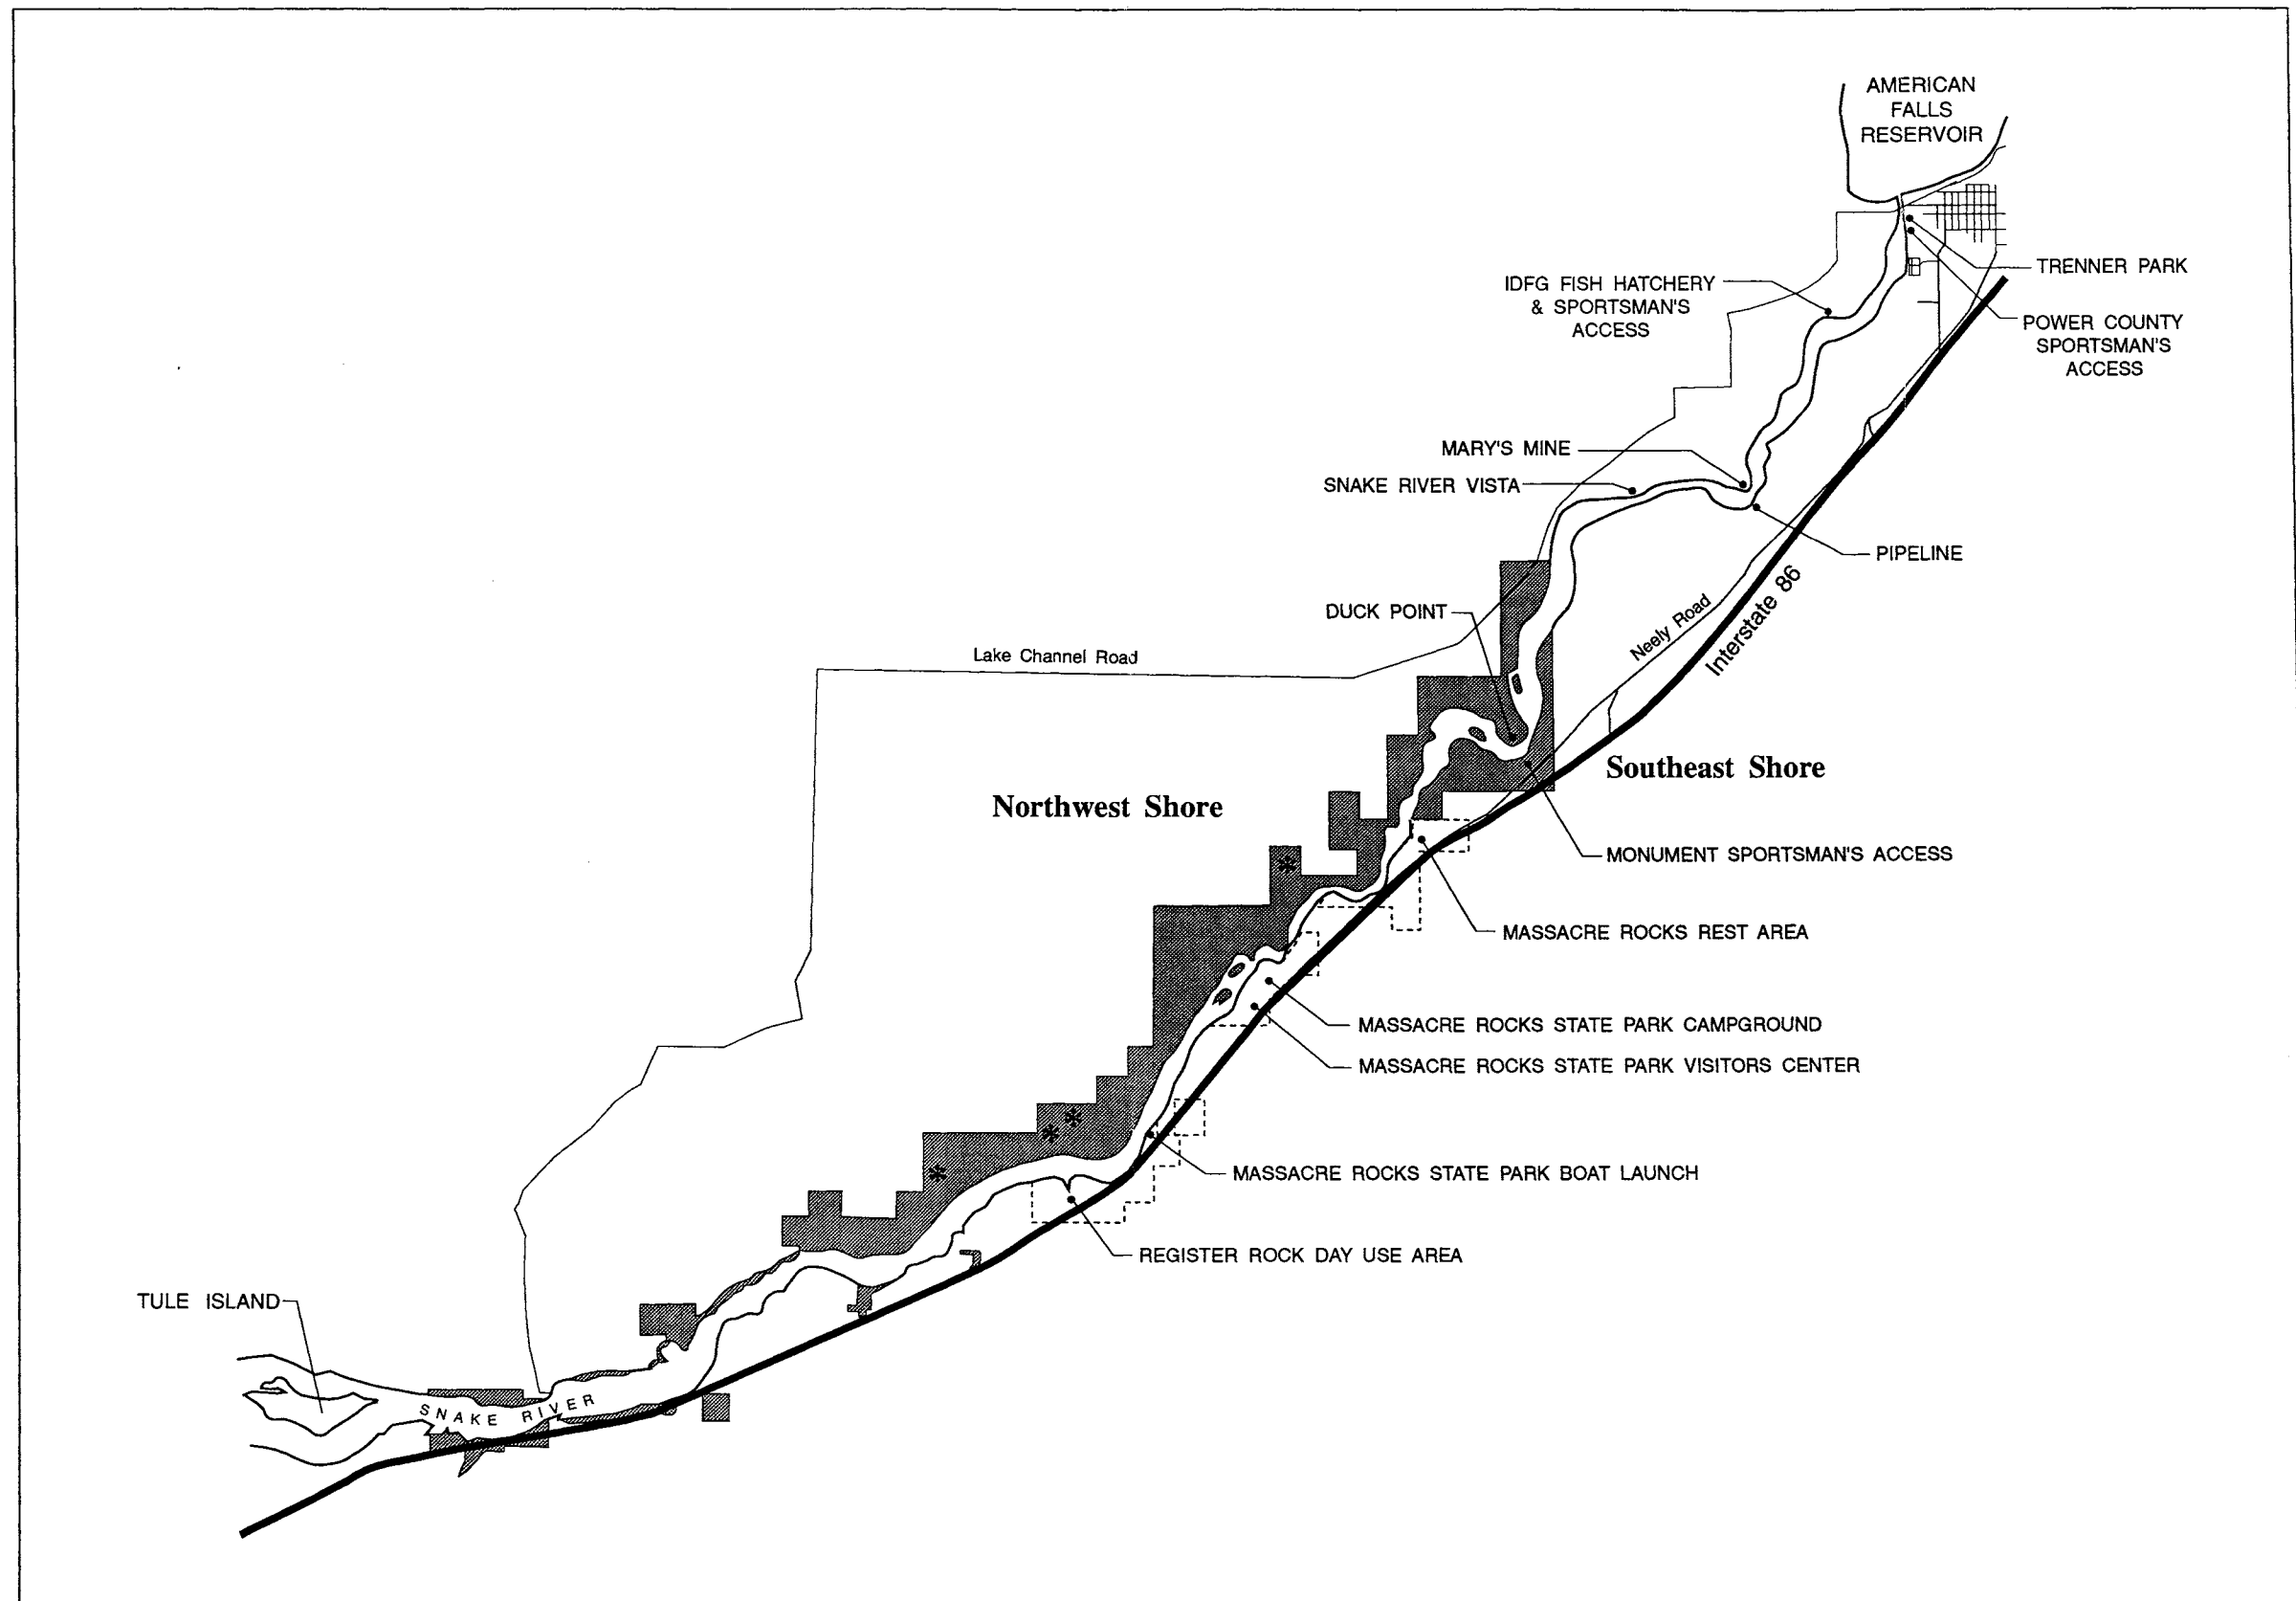 AMERICAN
FALLS
RESERVOIR
TRENNER PARK
IDFG FISH HATCHERY
& SPORTSMAN'S
ACCESS
POWER COUNTY
SPORTSMAN'S
ACCESS
MARY'S MINE
SNAKE RIVER VISTA
PIPELINE
DUCK POINT
Neely Road
Interstate 86
Lake Channel Road
Southeast Shore
Northwest Shore
MONUMENT SPORTSMAN'S ACCESS
*
MASSACRE ROCKS REST AREA
MASSACRE ROCKS STATE PARK CAMPGROUND
MASSACRE ROCKS STATE PARK VISITORS CENTER
*
*
*
MASSACRE ROCKS STATE PARK BOAT LAUNCH
REGISTER ROCK DAY USE AREA
TULE ISLAND
SNAKE RIVER